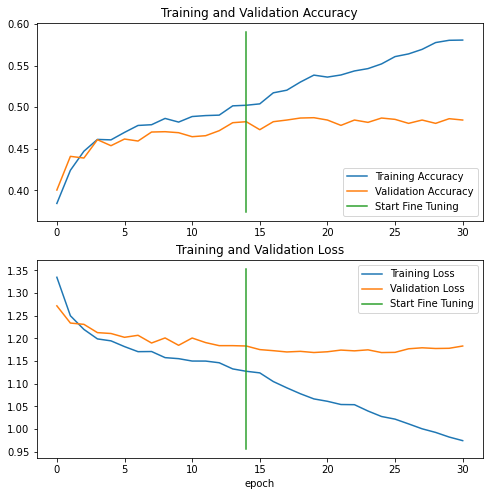 Training and Validation Accuracy
0.60
0.55
0.50
0.45
0.40
Training Accuracy
Validation Accuracy
Start Fine Tuning
0 5 10 15 20 25 30
Training and Validation Loss
1.35
1.30
1.25
1.20
1.15
1.10
1.05
1.00
0.95
Training Loss
Validation Loss
Start Fine Tuning
0 5 10 15 20 25 30
epoch